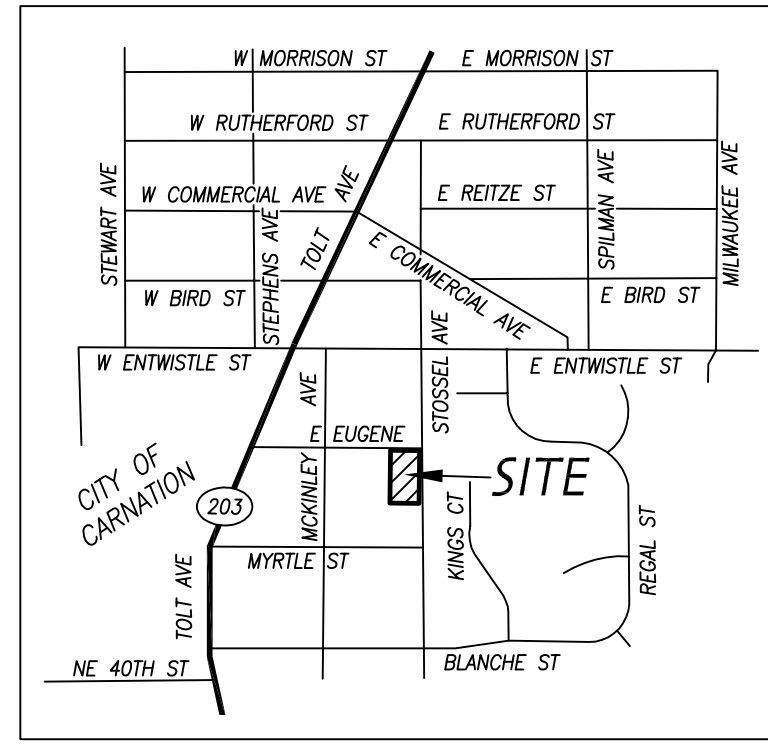 W MORRISON ST
E MORRISON ST
W RUTHERFORD ST
E RUTHERFORD ST
STEWART AVE
W COMMERCIAL AVE
STEPHENS AVE
TOLT AVE
E REITZE ST
SPILMAN AVE
MILWAUKEE AVE
E COMMERCIAL AVE
W BIRD ST
E BIRD ST
W ENTWISTLE ST
STOSSEL AVE
E ENTWISTLE ST
MCKINLEY AVE
E EUGENE
CITY OF
CARNATION
203
SITE
KINGS CT
REGAL ST
MYRTLE ST
TOLT AVE
NE 40TH ST
BLANCHE ST